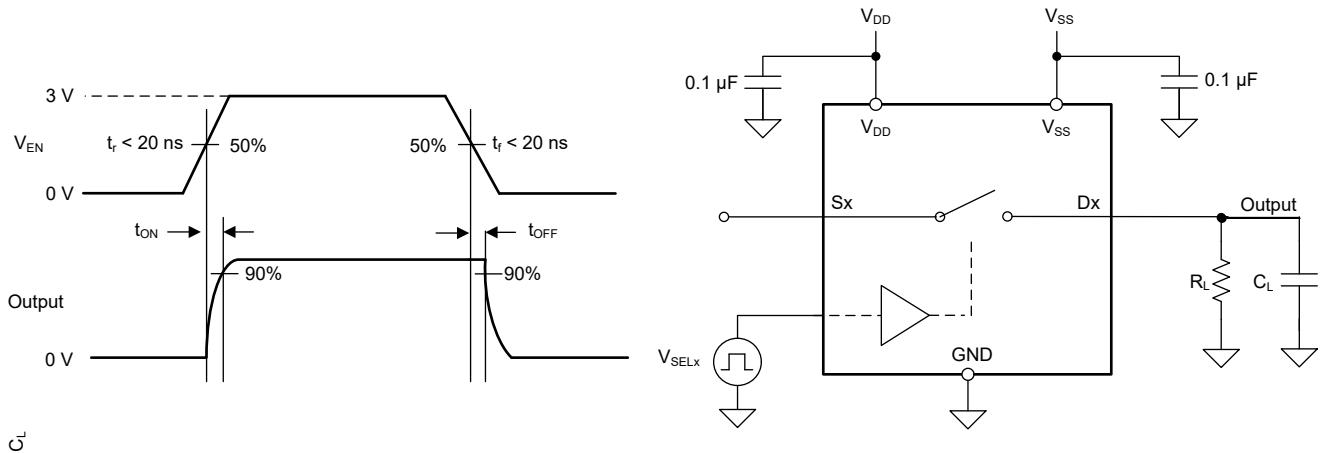 3 V
V_EN
t_r < 20 ns
50%
50%
t_f < 20 ns
0 V
t_ON
t_OFF
90%
90%
Output
0 V
C_L
V_DD
V_SS
0.1 µF
0.1 µF
V_DD
V_SS
Sx
Dx
Output
R_L
C_L
V_SELx
GND